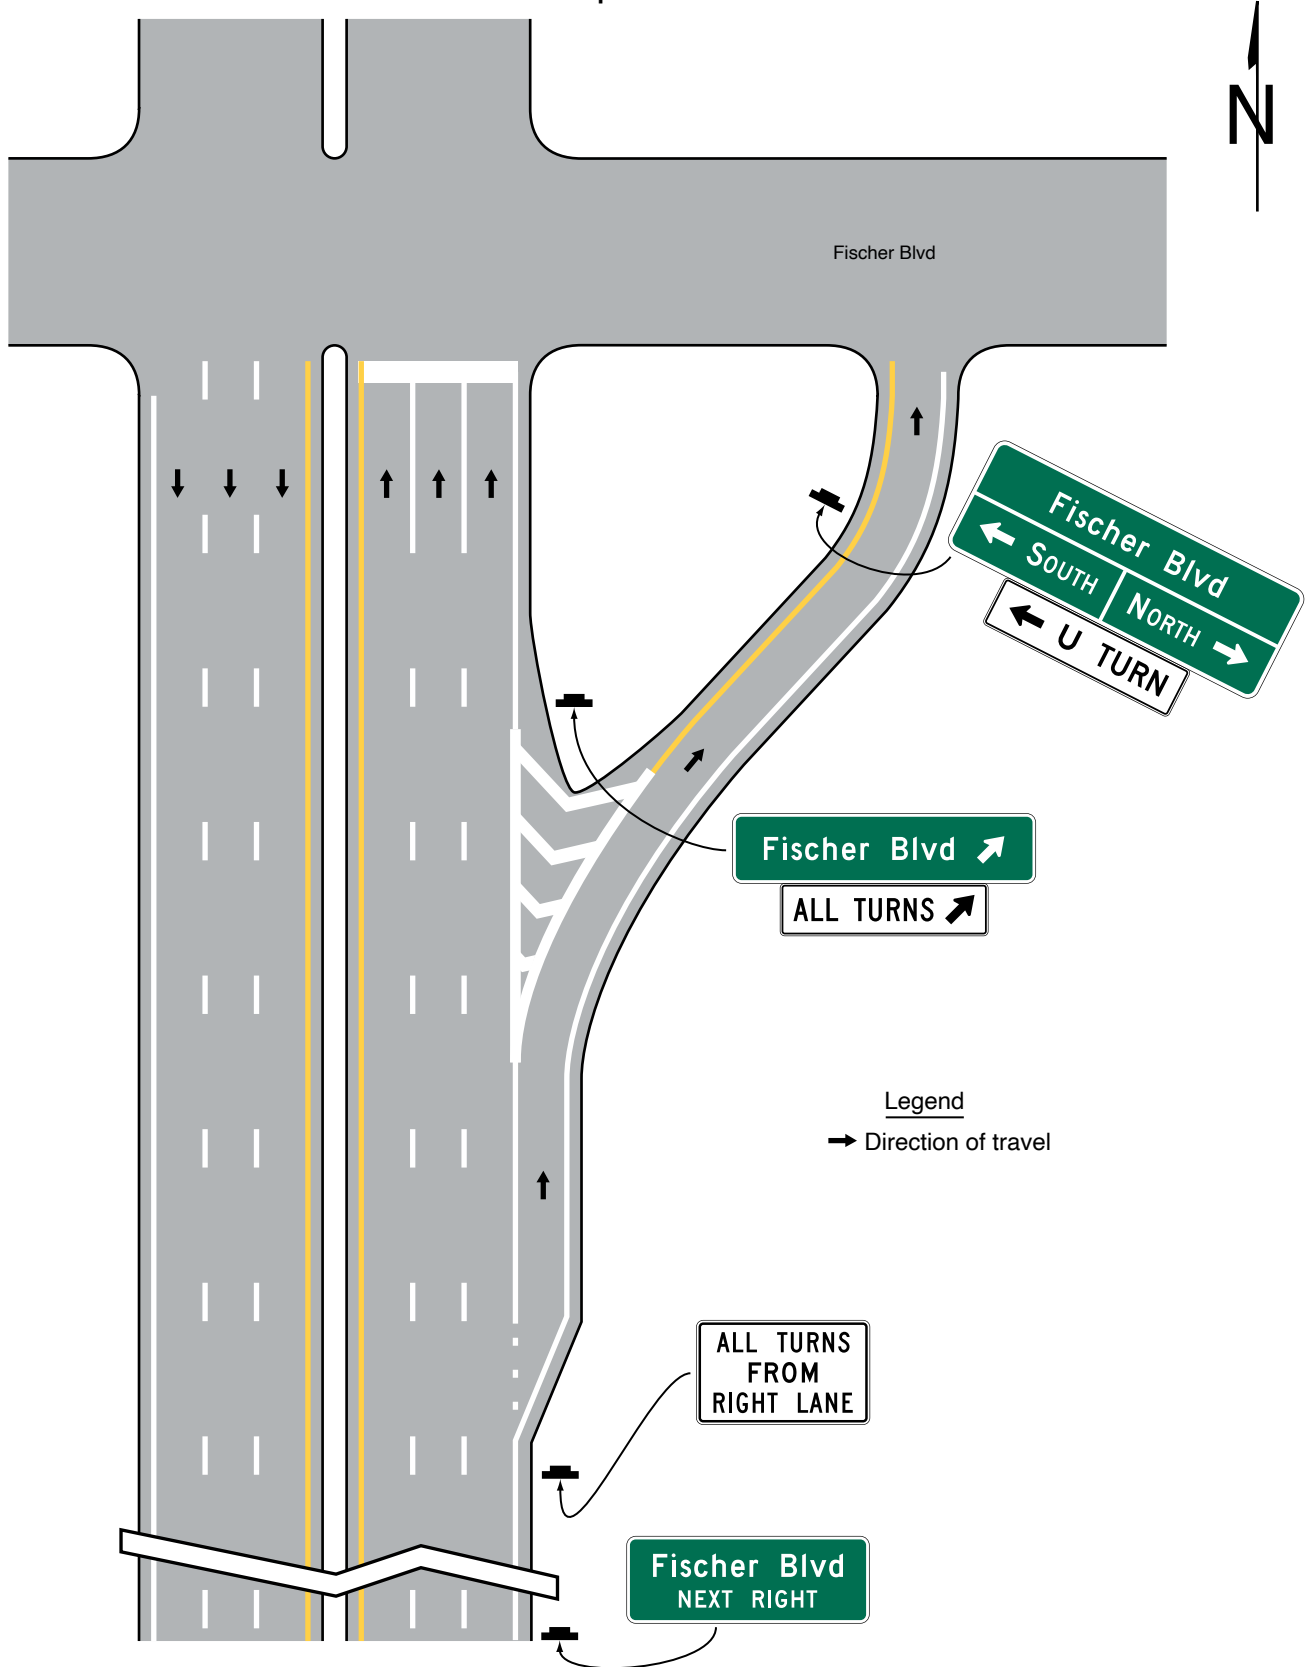 N
Fischer Blvd
Fischer Blvd
SOUTH
NORTH
U TURN
Fischer Blvd
ALL TURNS
Legend
Direction of travel
ALL TURNS
FROM
RIGHT LANE
Fischer Blvd
NEXT RIGHT